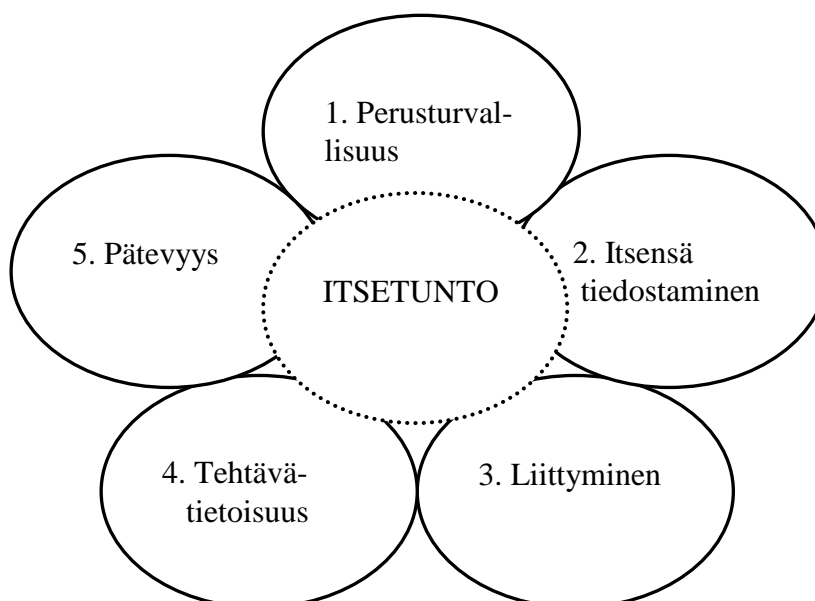 1. Perusturval-
lisuus
2. Itsensä
tiedostaminen
3. Liittyminen
4. Tehtävä-
tietoisuus
5. Pätevyys
ITSETUNTO